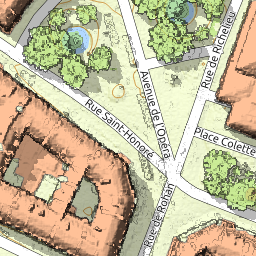 Rue de Richelieu
Avenue de l'Opéra
Rue Saint-Honoré
Place Colette
Rue de Rohan